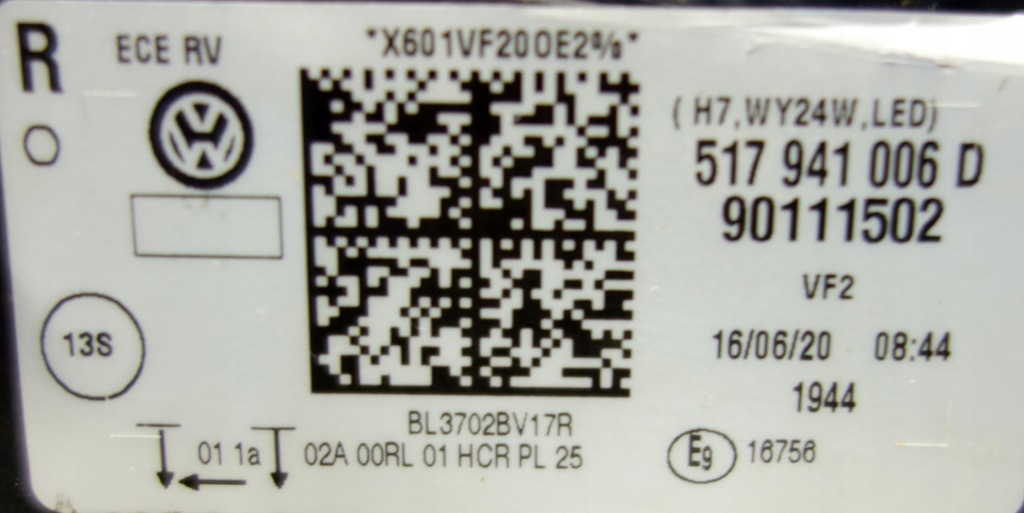 R
ECE RV
*X601VF20OE2%*
(H7,WY24W,LED)
517 941 006 D
90111502
VF2
13S
16/06/20 08:44
1944
BL3702BV17R
01 1a 02A 00RL 01 HCR PL 25
E9 16756